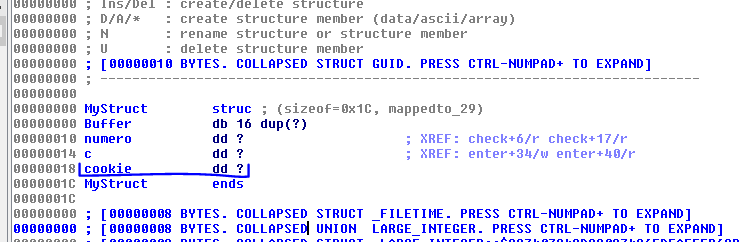 00000000 ; Ins/Del : create/delete structure
00000000 ; D/A/* : create structure member (data/ascii/array)
00000000 ; N : rename structure or structure member
00000000 ; U : delete structure member
00000000 ; [00000010 BYTES. COLLAPSED STRUCT GUID. PRESS CTRL-NUMPAD+ TO EXPAND]
00000000 ; ---------------------------------------------------------------------------
00000000
00000000 MyStruct struc ; (sizeof=0x1C, mappedto_29)
00000000 Buffer db 16 dup(?)
00000010 numero dd ? ; XREF: check+6/r check+17/r
00000014 c dd ? ; XREF: enter+34/w enter+40/r
00000018 cookie dd ?
0000001C MyStruct ends
0000001C
00000000 ; [00000008 BYTES. COLLAPSED STRUCT _FILETIME. PRESS CTRL-NUMPAD+ TO EXPAND]
00000000 ; [00000008 BYTES. COLLAPSED UNION LARGE_INTEGER. PRESS CTRL-NUMPAD+ TO EXPAND]